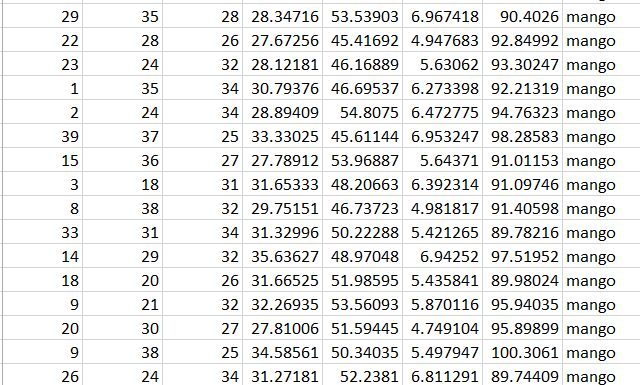 29 35 28 28.34716 53.53903 6.967418 90.4026 mango
22 28 26 27.67256 45.41692 4.947683 92.84992 mango
23 24 32 28.12181 46.16889 5.63062 93.30247 mango
1 35 34 30.79376 46.69537 6.273398 92.21319 mango
2 24 34 28.89409 54.8075 6.472775 94.76323 mango
39 37 25 33.33025 45.61144 6.953247 98.28583 mango
15 36 27 27.78912 53.96887 5.64371 91.01153 mango
3 18 31 31.65333 48.20663 6.392314 91.09746 mango
8 38 32 29.75151 46.73723 4.981817 91.40598 mango
33 31 34 31.32996 50.22288 5.421265 89.78216 mango
14 29 32 35.63627 48.97048 6.94252 97.51952 mango
18 20 26 31.66525 51.98595 5.435841 89.98024 mango
9 21 32 32.26935 53.56093 5.870116 95.94035 mango
20 30 27 27.81006 51.59445 4.749104 95.89899 mango
9 38 25 34.58561 50.34035 5.497947 100.3061 mango
26 24 34 31.27181 52.2381 6.811291 89.74409 mango